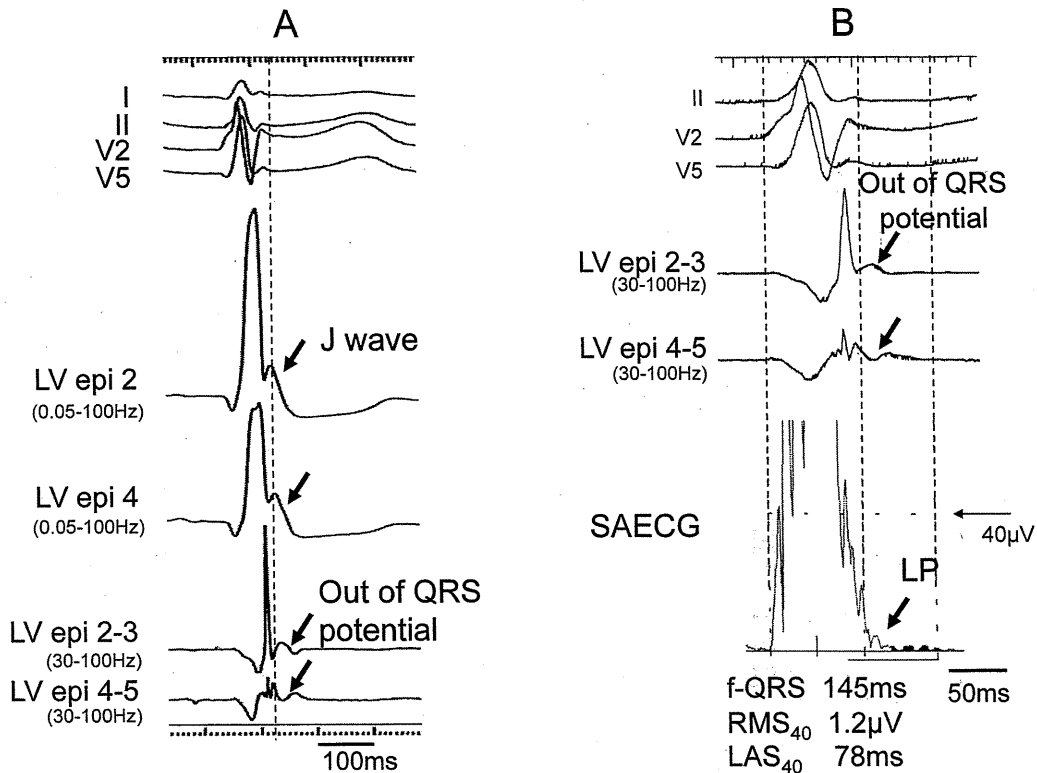 A
I
II
V2
V5
J wave
LV epi 2
(0.05-100Hz)
LV epi 4
(0.05-100Hz)
Out of QRS
potential
LV epi 2-3
(30-100Hz)
LV epi 4-5
(30-100Hz)
100ms
B
II
V2
V5
Out of QRS
potential
LV epi 2-3
(30-100Hz)
LV epi 4-5
(30-100Hz)
SAECG
40μV
LP
f-QRS 145ms
50ms
RMS40 1.2μV
LAS40 78ms